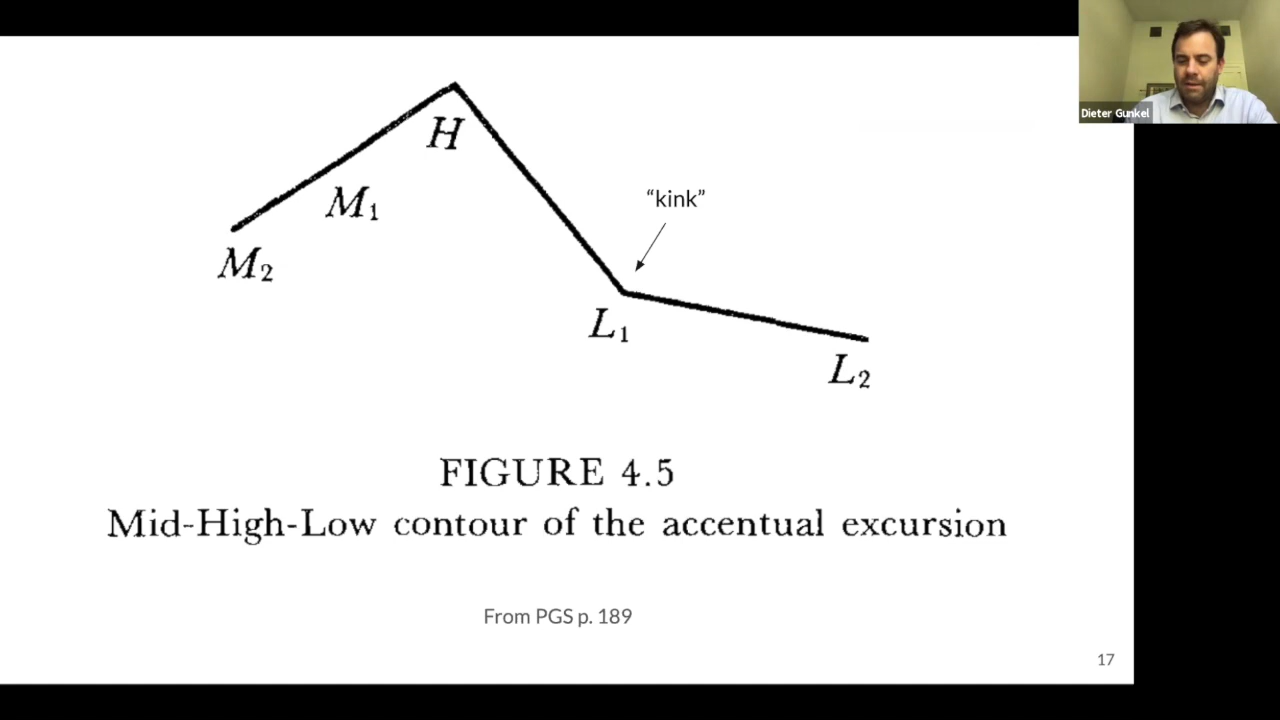 Dieter Gunkel
H
"kink"
M₁
M₂
L₁
L₂
FIGURE 4.5
Mid-High-Low contour of the accentual excursion
From PGS p. 189
17